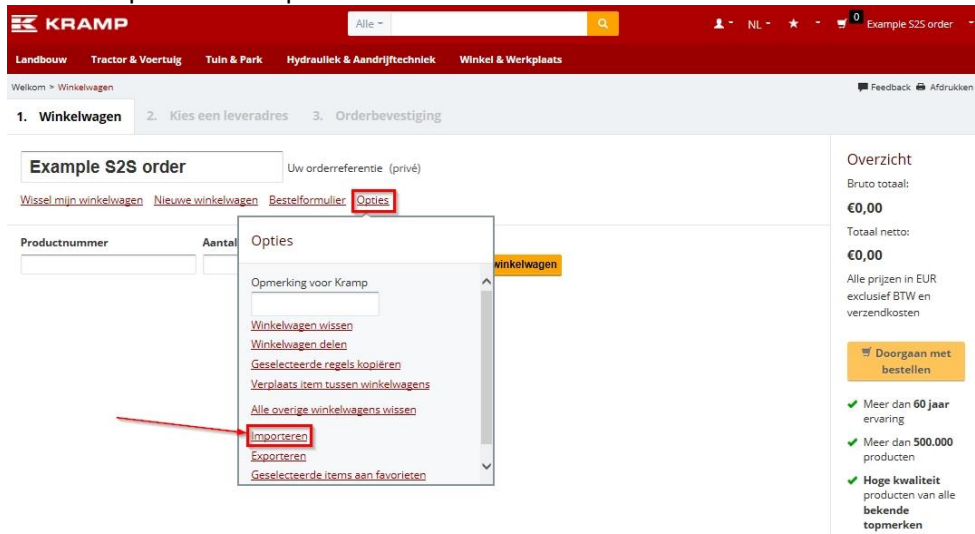 KRAMP
Alle
NL
0
Example S2S order
Landbouw Tractor & Voertuig Tuin & Park Hydrauliek & Aandrijftechniek Winkel & Werkplaats
Welkom > Winkelwagen
Feedback Afdrukken
1. Winkelwagen 2. Kies een leveradres 3. Orderbevestiging
Example S2S order
Uw orderreferentie (privé)
Wissel mijn winkelwagen Nieuwe winkelwagen Bestelformulier Opties
Productnummer
Aantal
winkelwagen
Opties
Opmerking voor Kramp
Winkelwagen wissen
Winkelwagen delen
Geselecteerde regels kopiëren
Verplaats item tussen winkelwagens
Alle overige winkelwagens wissen
Importeren
Exporteren
Geselecteerde items aan favorieten
Overzicht
Bruto totaal:
€0,00
Totaal netto:
€0,00
Alle prijzen in EUR
exclusief BTW en
verzendkosten
Doorgaan met
bestellen
Meer dan 60 jaar
ervaring
Meer dan 500.000
producten
Hoge kwaliteit
producten van alle
bekende
topmerken